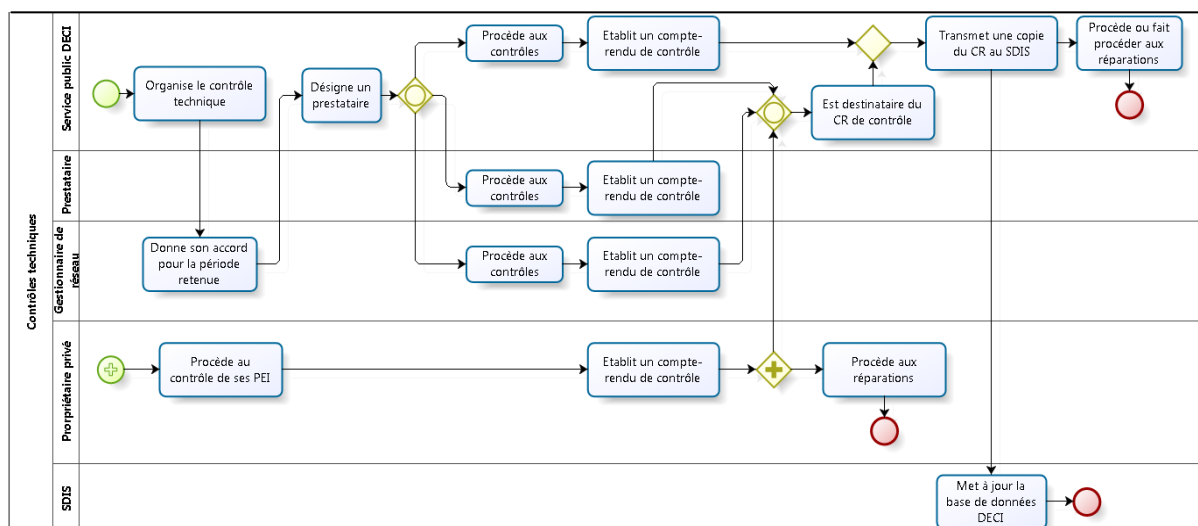 Contrôles techniques
Service public DECI
Organise le contrôle
technique
Désigne un
prestataire
Procède aux
contrôles
Etablit un compte-
rendu de contrôle
Est destinataire du
CR de contrôle
Transmet une copie
du CR au SDIS
Procède ou fait
procéder aux
réparations
Prestataire
Procède aux
contrôles
Etablit un compte-
rendu de contrôle
Gestionnaire de
réseau
Donne son accord
pour la période
retenue
Procède aux
contrôles
Etablit un compte-
rendu de contrôle
Prorpriétaire privé
Procède au
contrôle de ses PEI
Etablit un compte-
rendu de contrôle
Procède aux
réparations
SDIS
Met à jour la
base de données
DECI